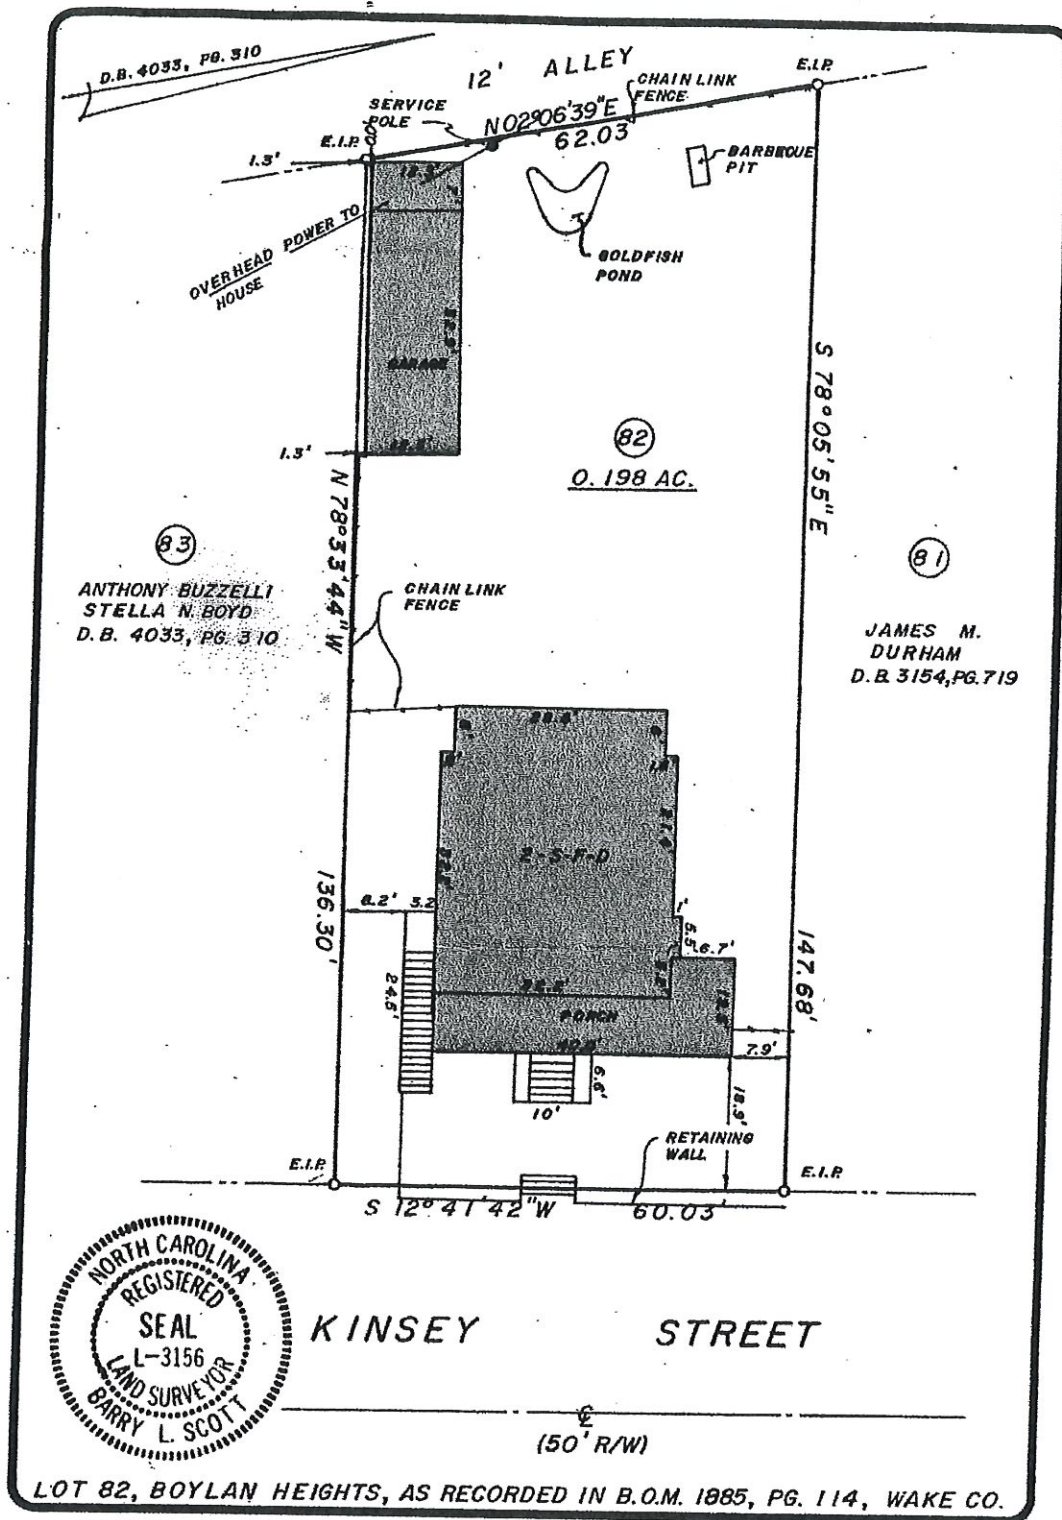 D.B. 4033, PG. 310
12' ALLEY
E.I.P.
CHAIN LINK
FENCE
SERVICE
POLE
N 02°06'39"E
62.03
E.I.P.
1.3'
BARBECUE
PIT
OVERHEAD POWER TO
HOUSE
GOLDFISH
POND
GARAGE
S 78°05'55"E
1.3'
82
0.198 AC.
N 78°33'44"W
83
ANTHONY BUZZELLI
STELLA N. BOYD
D.B. 4033, PG. 310
CHAIN LINK
FENCE
81
JAMES M.
DURHAM
D.B. 3154, PG. 719
2-S-F-D
136.30'
8.2'
3.2
1'
5.5'
6.7'
147.68'
24.6'
PORCH
7.9'
6.6'
10'
18.9'
RETAINING
WALL
E.I.P.
E.I.P.
S 12°41'42"W
60.03'
NORTH CAROLINA
REGISTERED
SEAL
L-3156
LAND SURVEYOR
BARRY L. SCOTT
KINSEY STREET
(50' R/W)
LOT 82, BOYLAN HEIGHTS, AS RECORDED IN B.O.M. 1885, PG. 114, WAKE CO.